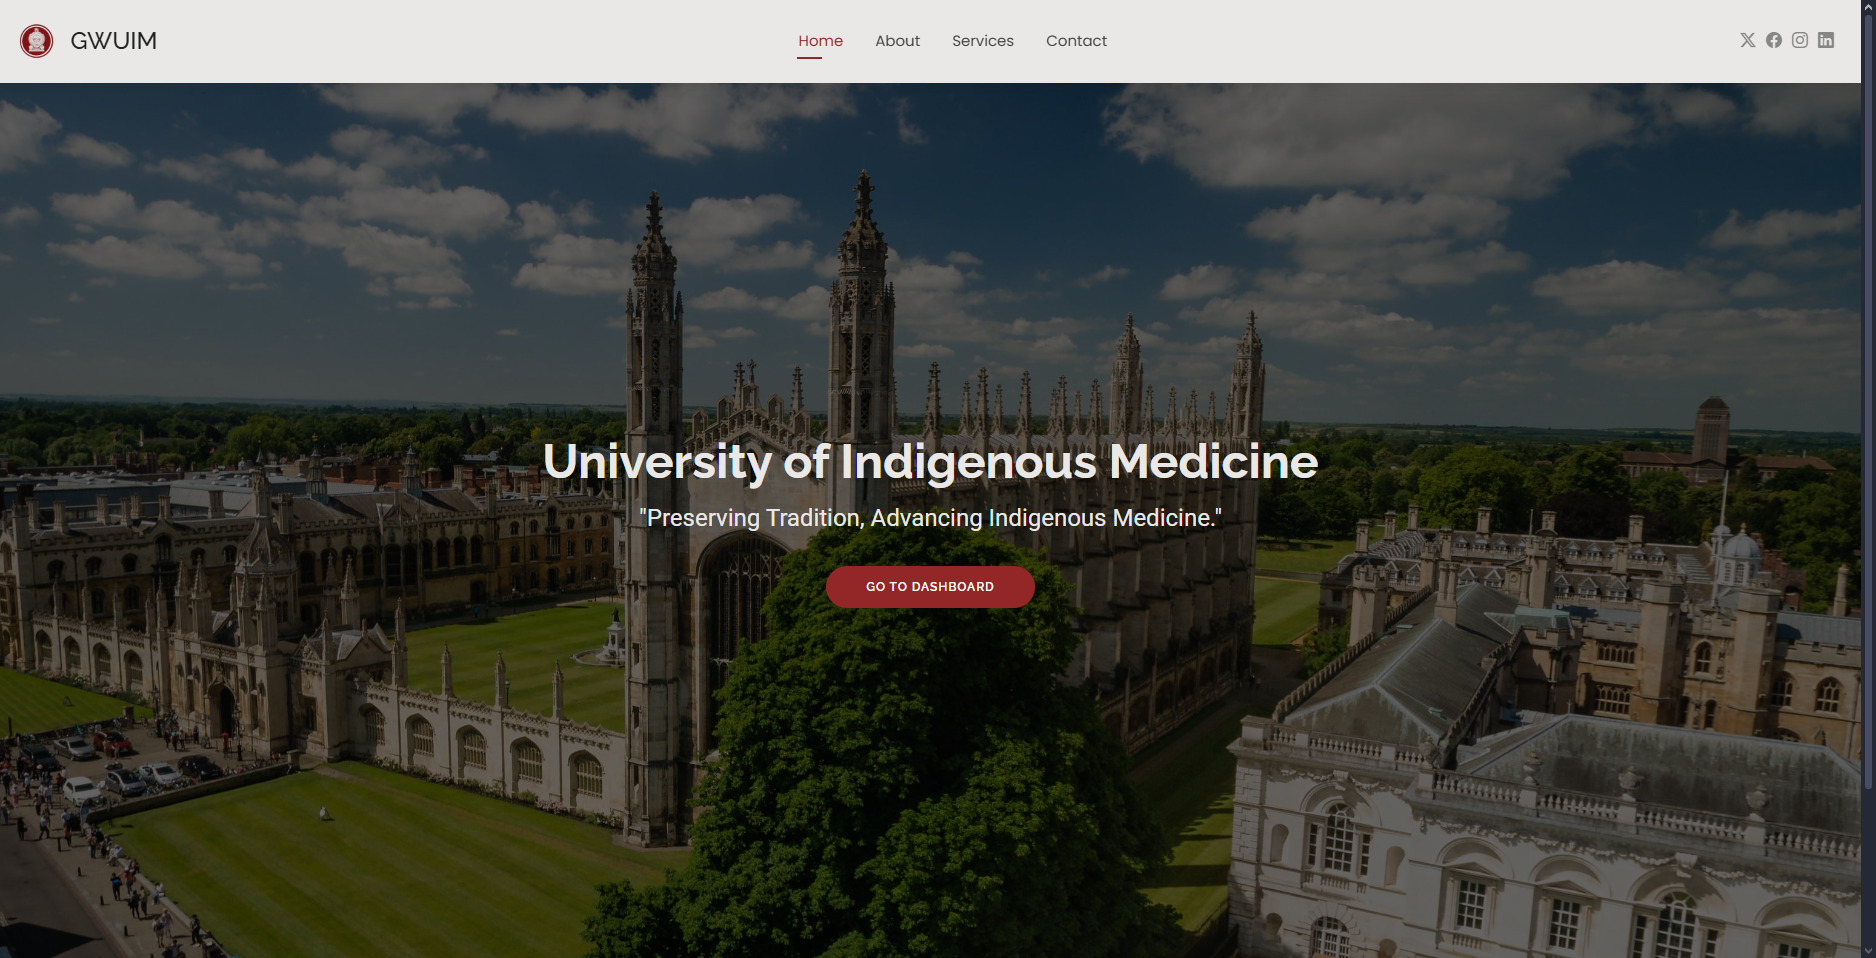 GWUIM
Home About Services Contact
University of Indigenous Medicine
"Preserving Tradition, Advancing Indigenous Medicine."
GO TO DASHBOARD